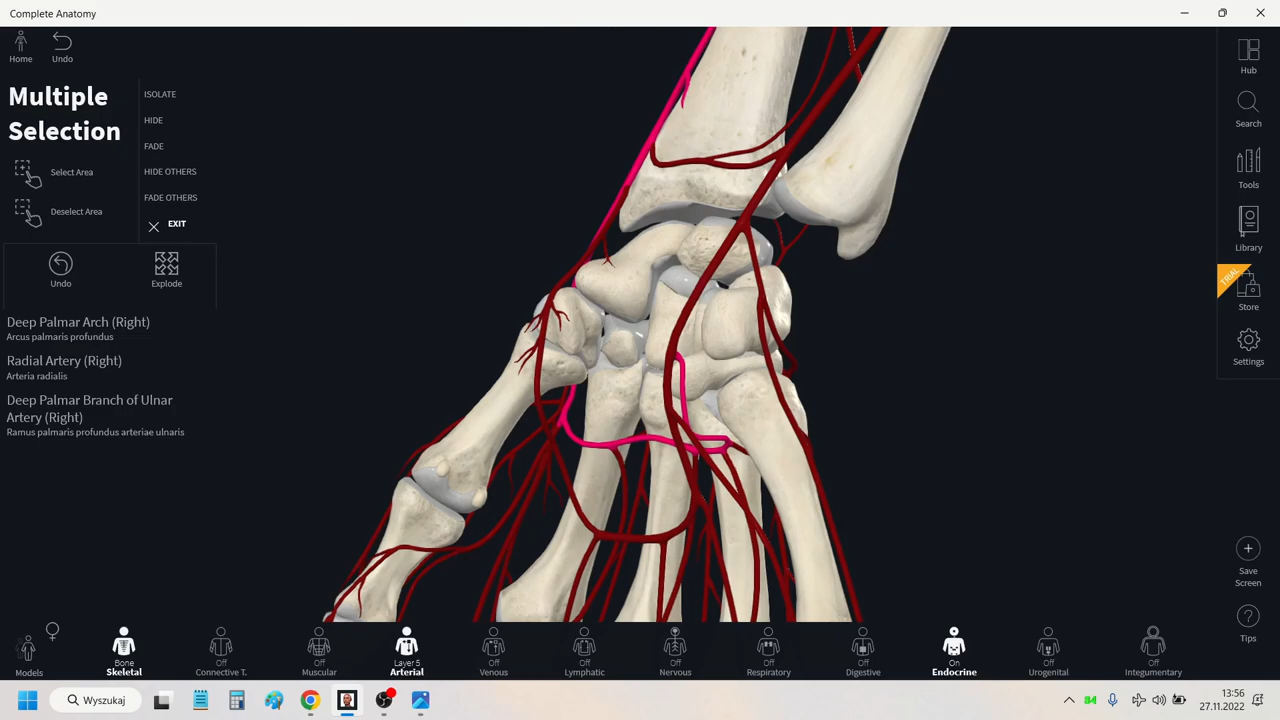 Complete Anatomy
Home
Undo
Multiple
Selection
ISOLATE
HIDE
FADE
HIDE OTHERS
FADE OTHERS
EXIT
Select Area
Deselect Area
Undo
Explode
Deep Palmar Arch (Right)
Arcus palmaris profundus
Radial Artery (Right)
Arteria radialis
Deep Palmar Branch of Ulnar
Artery (Right)
Ramus palmaris profundus arteriae ulnaris
Hub
Search
Tools
Library
TRIAL
Store
Settings
Save
Screen
Tips
Models
Bone
Skeletal
Off
Connective T.
Off
Muscular
Layer 5
Arterial
Off
Venous
Off
Lymphatic
Off
Nervous
Off
Respiratory
Off
Digestive
On
Endocrine
Off
Urogenital
Off
Integumentary
Wyszukaj
13:56
27.11.2022